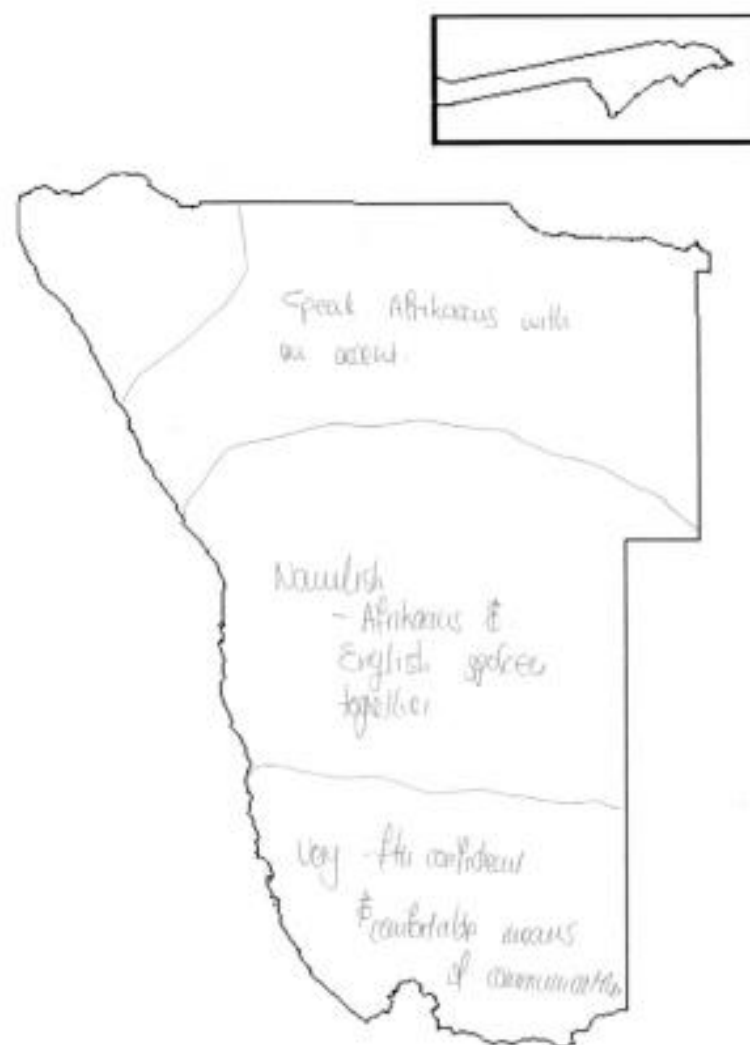 Speak Afrikaans with
an accent.
Namlish
- Afrikaans &
English spoken
together
Very - confident
& comfortable means
of communication